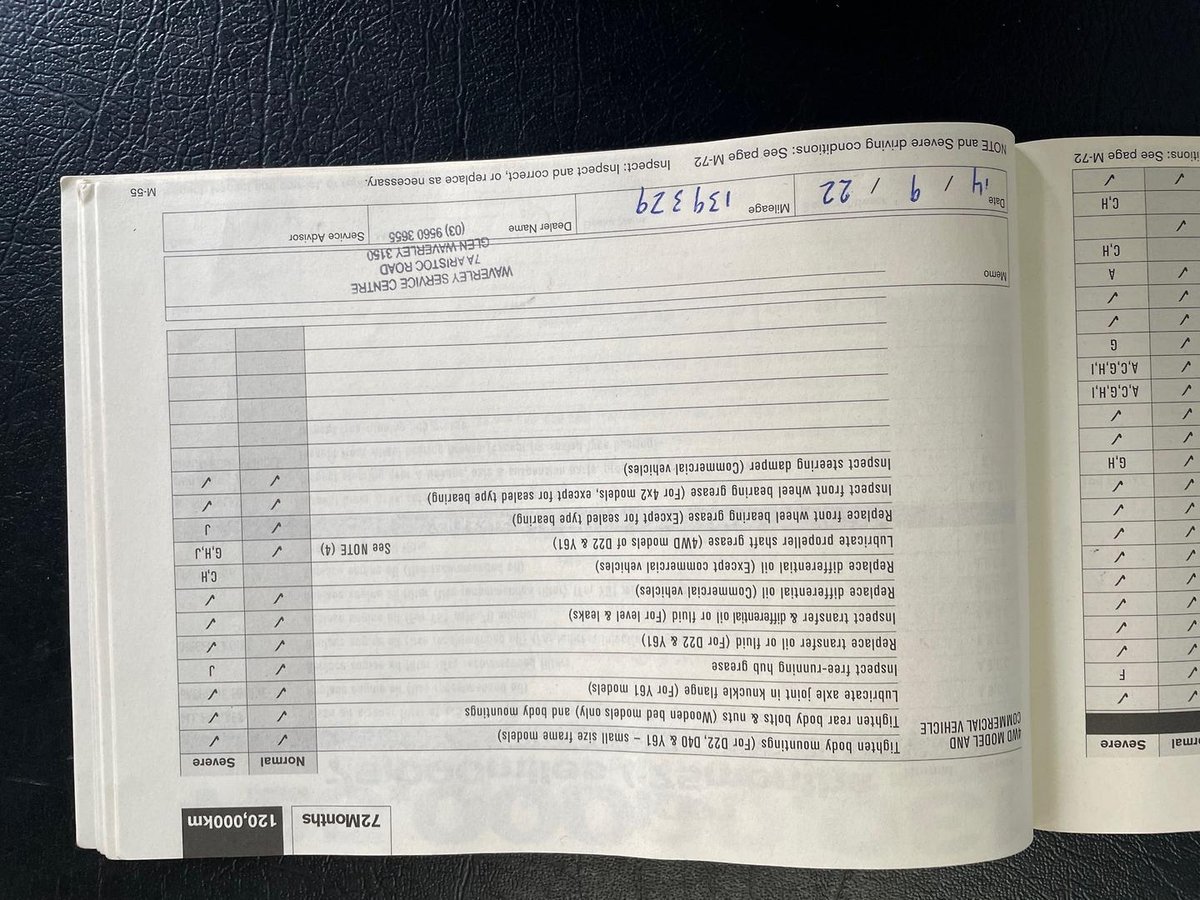 rmal Severe
✓ ✓
✓ F
✓ ✓
✓ ✓
✓ ✓
✓ ✓
✓ ✓
✓ ✓
✓ ✓
✓ ✓
✓ G,H
✓ ✓
✓ ✓
✓ A,C,G,H,I
✓ A,C,G,H,I
✓ G
✓ ✓
✓ ✓
✓ A
C,H
✓
C,H
✓ ✓
itions: See page M-72
72Months 120,000km
4WD MODEL AND
COMMERCIAL VEHICLE
Normal Severe
Tighten body mountings (For D22, D40 & Y61 – small size frame models) ✓ ✓
Tighten rear body bolts & nuts (Wooden bed models only) and body mountings ✓ ✓
Lubricate axle joint in knuckle flange (For Y61 models) ✓ ✓
Inspect free-running hub grease ✓ J
Replace transfer oil or fluid (For D22 & Y61) ✓ ✓
Inspect transfer & differential oil or fluid (For level & leaks) ✓ ✓
Replace differential oil (Commercial vehicles) ✓ ✓
Replace differential oil (Except commercial vehicles) C,H
Lubricate propeller shaft grease (4WD models of D22 & Y61) See NOTE (4) ✓ G,H,J
Replace front wheel bearing grease (Except for sealed type bearing) ✓ J
Inspect front wheel bearing grease (For 4x2 models, except for sealed type bearing) ✓ ✓
Inspect steering damper (Commercial vehicles) ✓ ✓
Memo
WAVERLEY SERVICE CENTRE
7A ARISTOC ROAD
GLEN WAVERLEY 3150
(03) 9560 3655
Date 14 / 9 / 22 Mileage 139329 Dealer Name Service Advisor
NOTE and Severe driving conditions: See page M-72 Inspect: Inspect and correct, or replace as necessary.
M-55